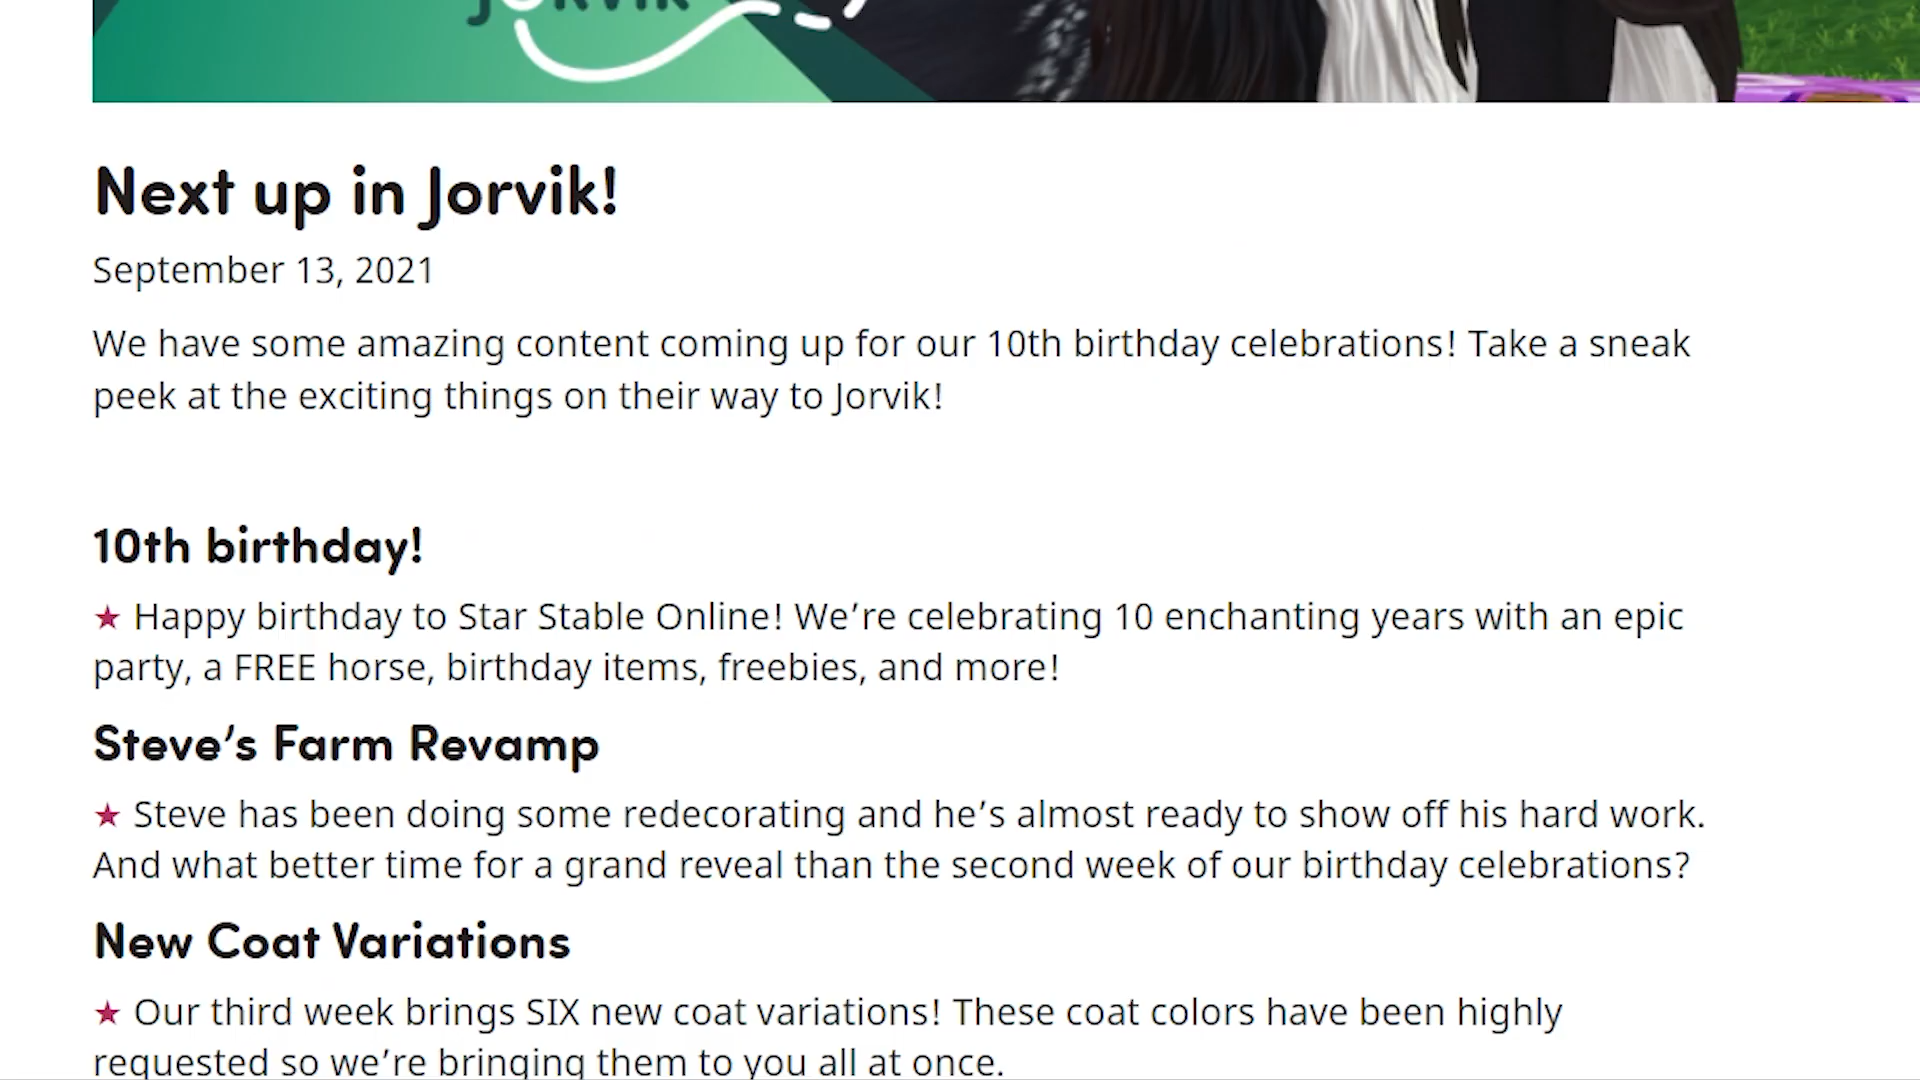 JORVIK
Next up in Jorvik!
September 13, 2021
We have some amazing content coming up for our 10th birthday celebrations! Take a sneak
peek at the exciting things on their way to Jorvik!
10th birthday!
★ Happy birthday to Star Stable Online! We’re celebrating 10 enchanting years with an epic
party, a FREE horse, birthday items, freebies, and more!
Steve’s Farm Revamp
★ Steve has been doing some redecorating and he’s almost ready to show off his hard work.
And what better time for a grand reveal than the second week of our birthday celebrations?
New Coat Variations
★ Our third week brings SIX new coat variations! These coat colors have been highly
requested so we’re bringing them to you all at once.